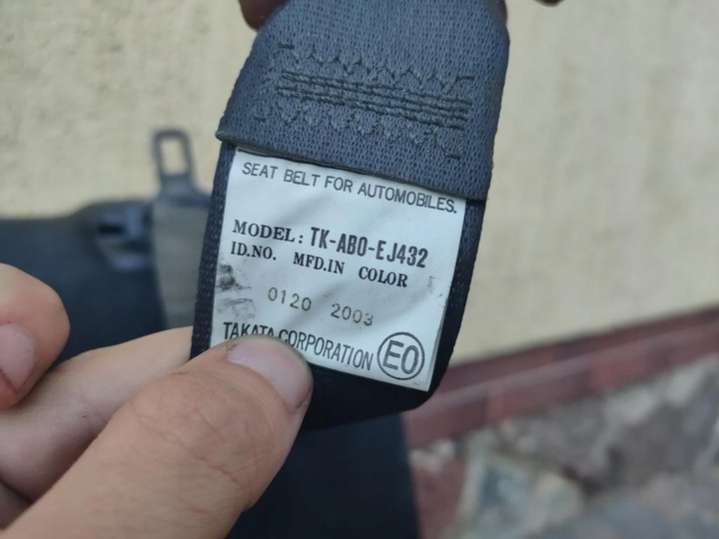 SEAT BELT FOR AUTOMOBILES.
MODEL: TK-AB0-EJ432
ID.NO. MFD.IN COLOR
0120 2003
TAKATA CORPORATION E0